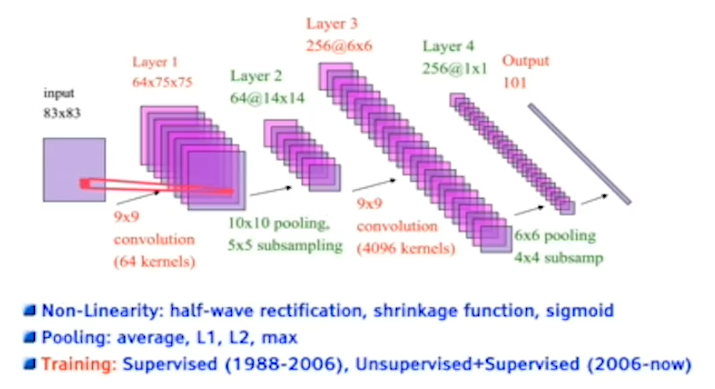 input
83x83
Layer 1
64x75x75
Layer 2
64@14x14
Layer 3
256@6x6
Layer 4
256@1x1
Output
101
9x9
convolution
(64 kernels)
10x10 pooling,
5x5 subsampling
9x9
convolution
(4096 kernels)
6x6 pooling
4x4 subsamp
Non-Linearity: half-wave rectification, shrinkage function, sigmoid
Pooling: average, L1, L2, max
Training: Supervised (1988-2006), Unsupervised+Supervised (2006-now)